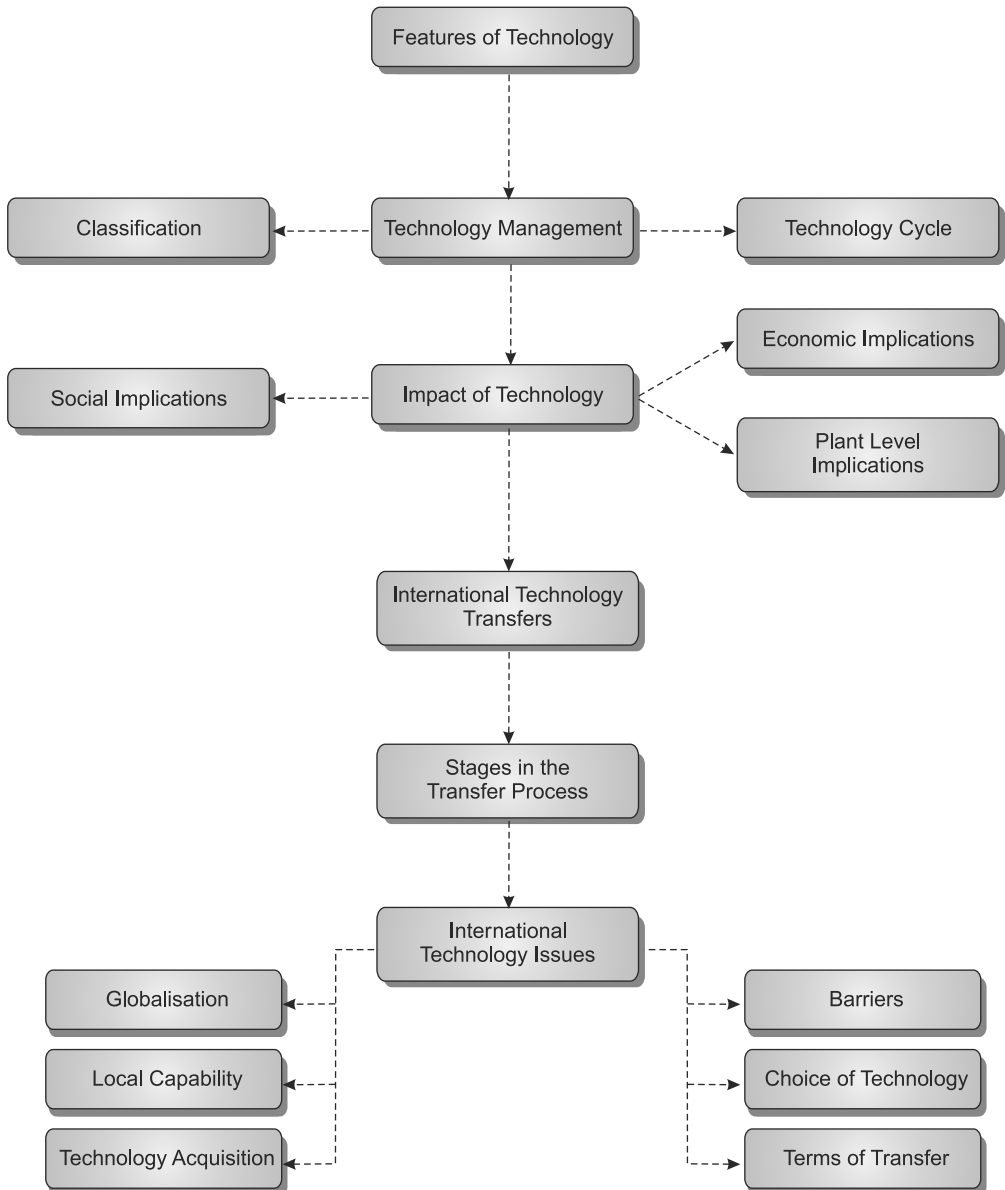 Features of Technology
Classification
Technology Management
Technology Cycle
Economic Implications
Social Implications
Impact of Technology
Plant Level
Implications
International Technology
Transfers
Stages in the
Transfer Process
International
Technology Issues
Globalisation
Barriers
Local Capability
Choice of Technology
Technology Acquisition
Terms of Transfer